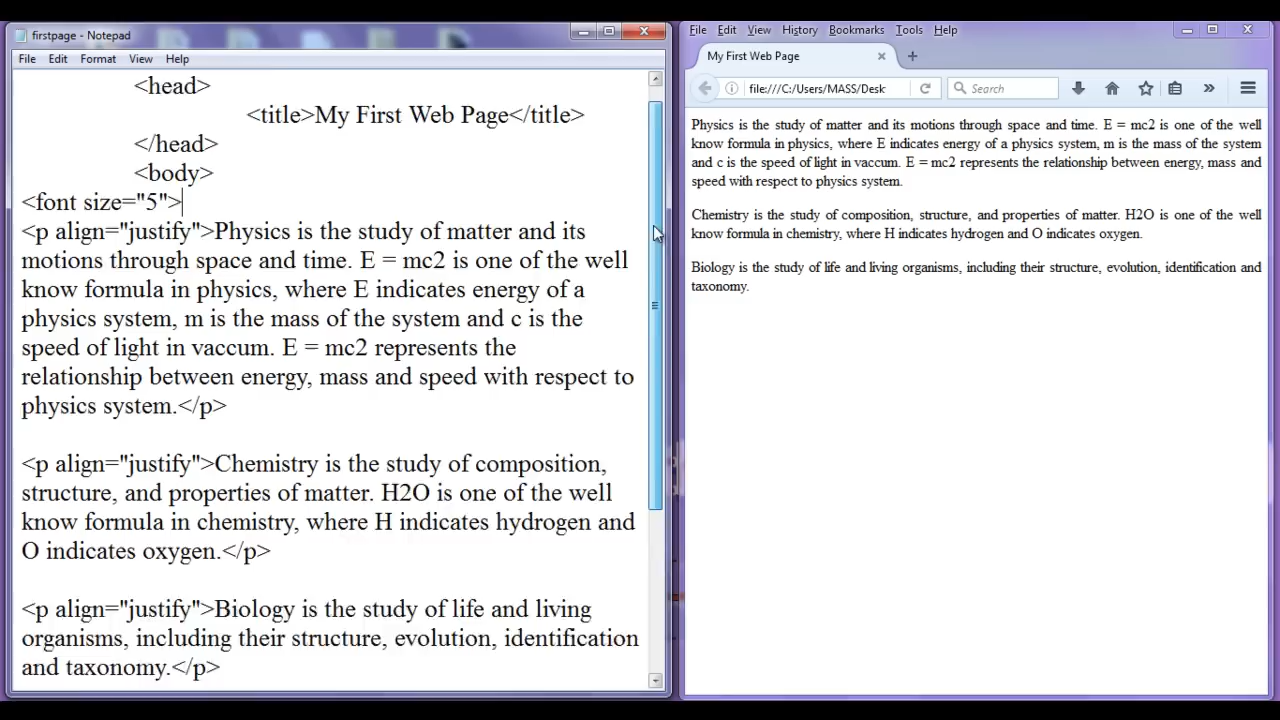 firstpage - Notepad
File Edit Format View Help
<head>
<title>My First Web Page</title>
</head>
<body>
<font size="5">
<p align="justify">Physics is the study of matter and its
motions through space and time. E = mc2 is one of the well
know formula in physics, where E indicates energy of a
physics system, m is the mass of the system and c is the
speed of light in vaccum. E = mc2 represents the
relationship between energy, mass and speed with respect to
physics system.</p>
<p align="justify">Chemistry is the study of composition,
structure, and properties of matter. H2O is one of the well
know formula in chemistry, where H indicates hydrogen and
O indicates oxygen.</p>
<p align="justify">Biology is the study of life and living
organisms, including their structure, evolution, identification
and taxonomy.</p>
File Edit View History Bookmarks Tools Help
My First Web Page
file:///C:/Users/MASS/Desk
Search
Physics is the study of matter and its motions through space and time. E = mc2 is one of the well
know formula in physics, where E indicates energy of a physics system, m is the mass of the system
and c is the speed of light in vaccum. E = mc2 represents the relationship between energy, mass and
speed with respect to physics system.
Chemistry is the study of composition, structure, and properties of matter. H2O is one of the well
know formula in chemistry, where H indicates hydrogen and O indicates oxygen.
Biology is the study of life and living organisms, including their structure, evolution, identification and
taxonomy.